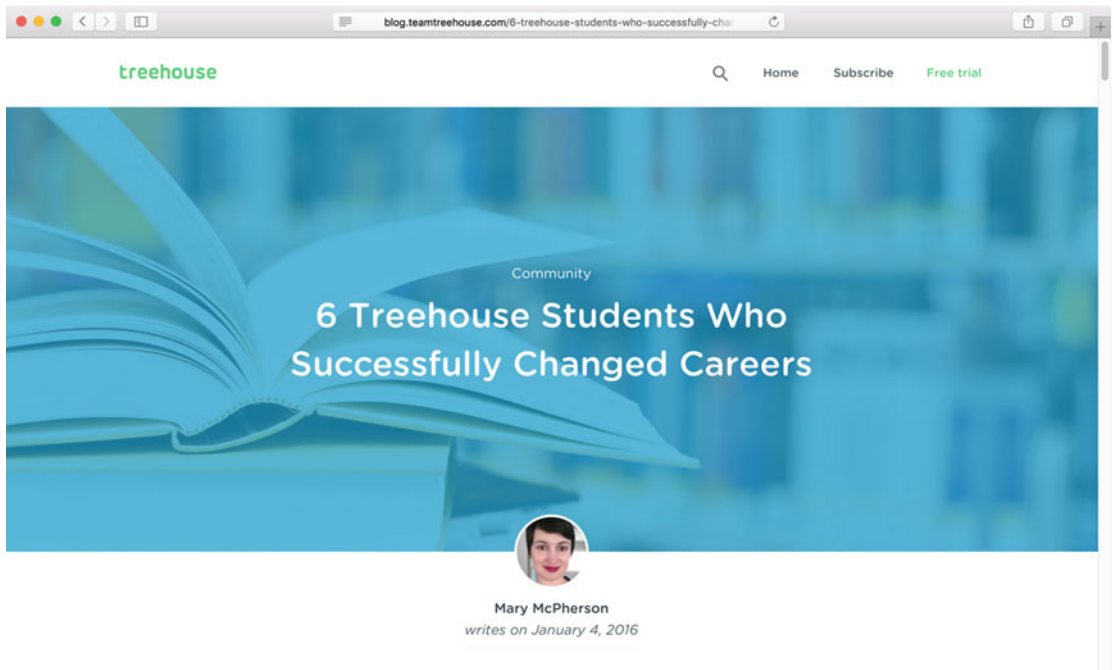 blog.teamtreehouse.com/6-treehouse-students-who-successfully-char
treehouse
Home Subscribe Free trial
Community
6 Treehouse Students Who
Successfully Changed Careers
Mary McPherson
writes on January 4, 2016